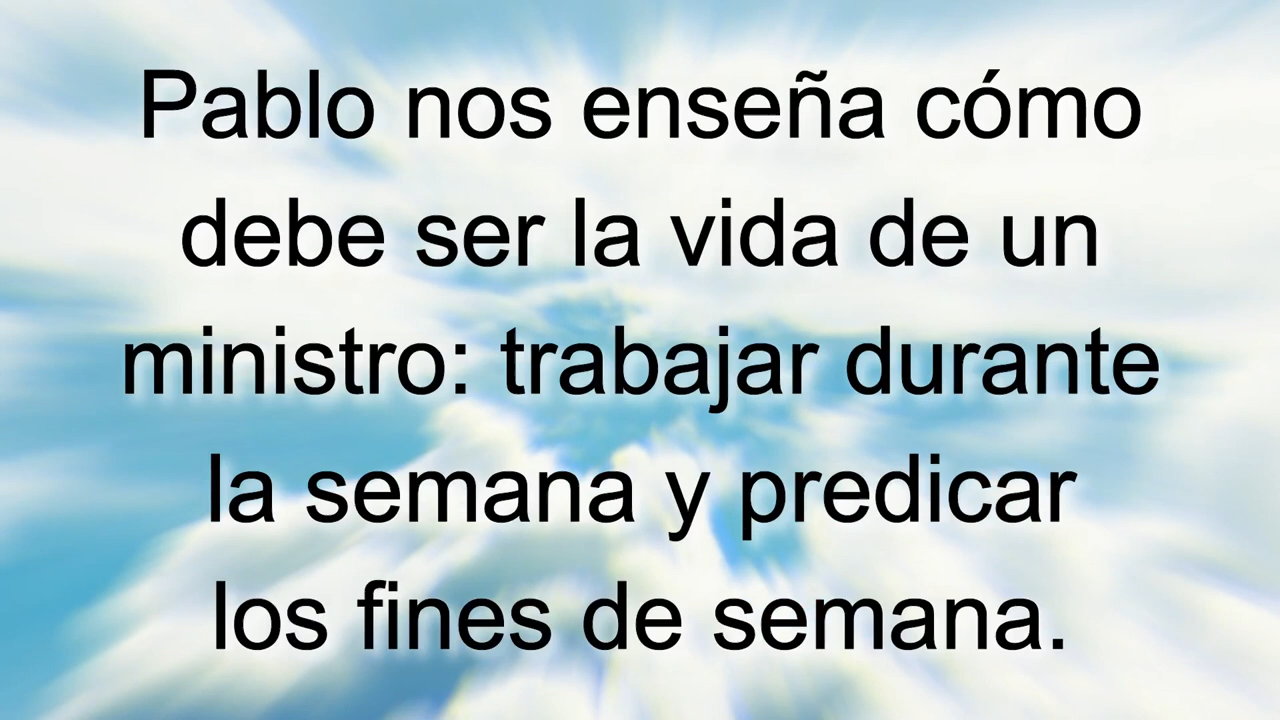 Pablo nos enseña cómo
debe ser la vida de un
ministro: trabajar durante
la semana y predicar
los fines de semana.